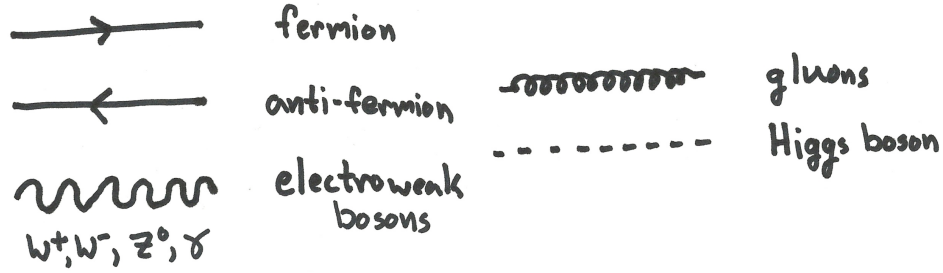 fermion
anti-fermion
electroweak
bosons
W⁺, W⁻, Z⁰, γ
gluons
Higgs boson